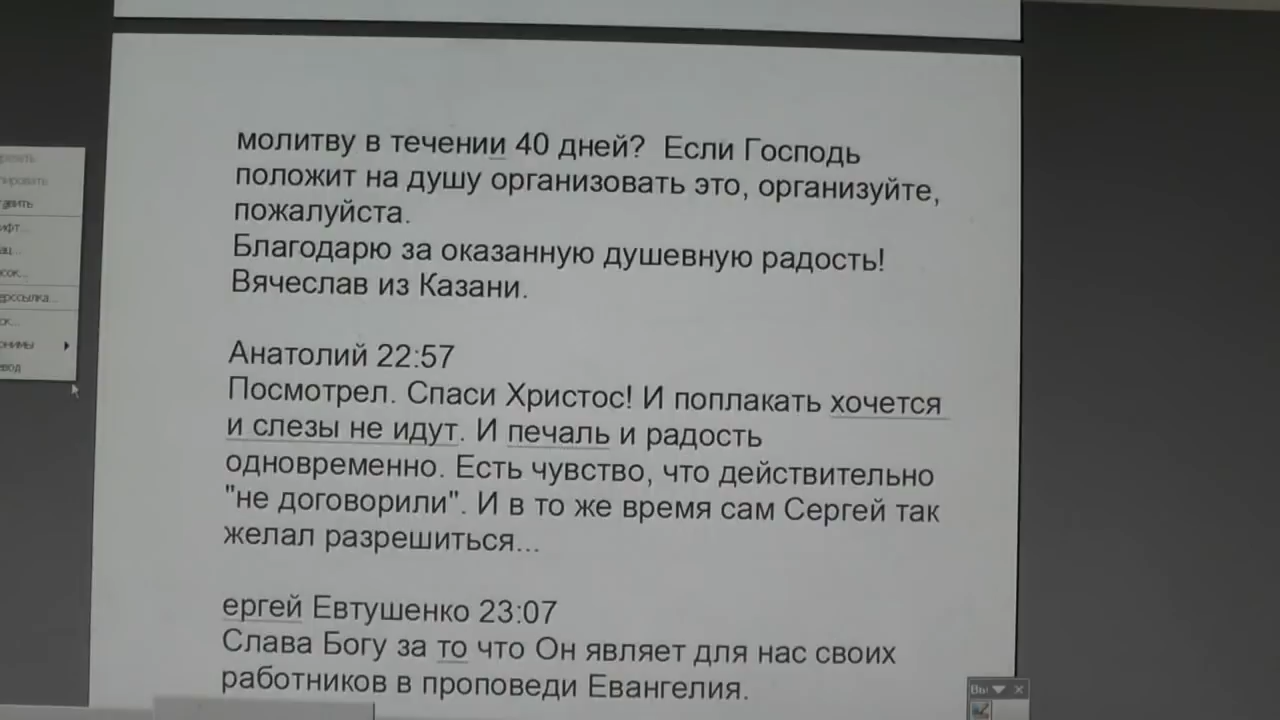 молитву в течении 40 дней? Если Господь
положит на душу организовать это, организуйте,
пожалуйста.
Благодарю за оказанную душевную радость!
Вячеслав из Казани.
Анатолий 22:57
Посмотрел. Спаси Христос! И поплакать хочется
и слезы не идут. И печаль и радость
одновременно. Есть чувство, что действительно
"не договорили". И в то же время сам Сергей так
желал разрешиться...
ергей Евтушенко 23:07
Слава Богу за то что Он являет для нас своих
работников в проповеди Евангелия.